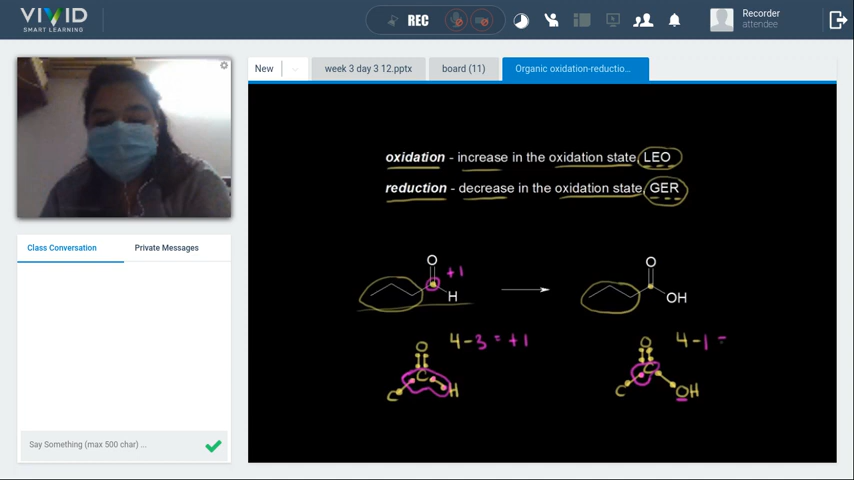 VIVID
SMART LEARNING
REC
Recorder
attendee
New
week 3 day 3 12.pptx
board (11)
Organic oxidation-reductio...
oxidation - increase in the oxidation state LEO
reduction - decrease in the oxidation state GER
O
+1
H
O
OH
4-3 = +1
O
C
C H
4-1 =
O
C
C OH
Class Conversation
Private Messages
Say Something (max 500 char) ...